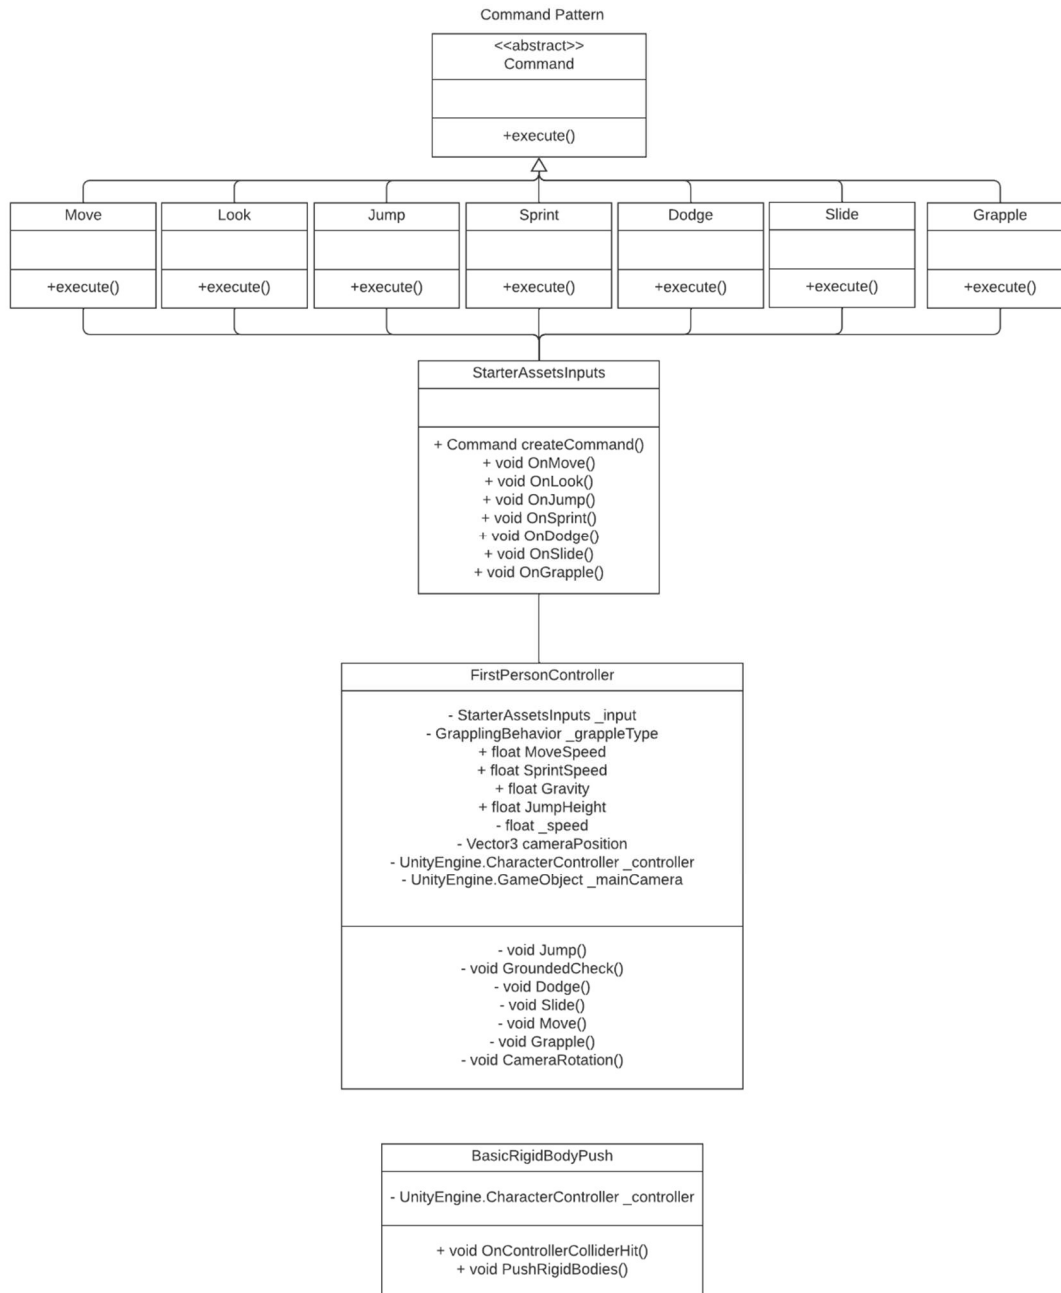 Command Pattern
<<abstract>>
Command
+execute()
Move
Look
Jump
Sprint
Dodge
Slide
Grapple
+execute()
+execute()
+execute()
+execute()
+execute()
+execute()
+execute()
StarterAssetsInputs
+ Command createCommand()
+ void OnMove()
+ void OnLook()
+ void OnJump()
+ void OnSprint()
+ void OnDodge()
+ void OnSlide()
+ void OnGrapple()
FirstPersonController
- StarterAssetsInputs _input
- GrapplingBehavior _grappleType
+ float MoveSpeed
+ float SprintSpeed
+ float Gravity
+ float JumpHeight
- float _speed
- Vector3 cameraPosition
- UnityEngine.CharacterController _controller
- UnityEngine.GameObject _mainCamera
- void Jump()
- void GroundedCheck()
- void Dodge()
- void Slide()
- void Move()
- void Grapple()
- void CameraRotation()
BasicRigidBodyPush
- UnityEngine.CharacterController _controller
+ void OnControllerColliderHit()
+ void PushRigidBodies()